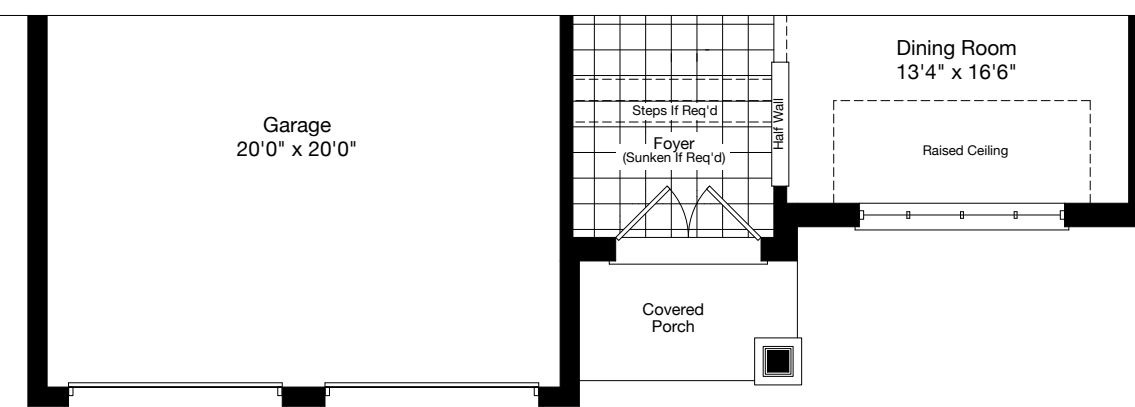 Garage
20'0" x 20'0"
Steps If Req'd
Foyer
(Sunken If Req'd)
Half Wall
Dining Room
13'4" x 16'6"
Raised Ceiling
Covered
Porch